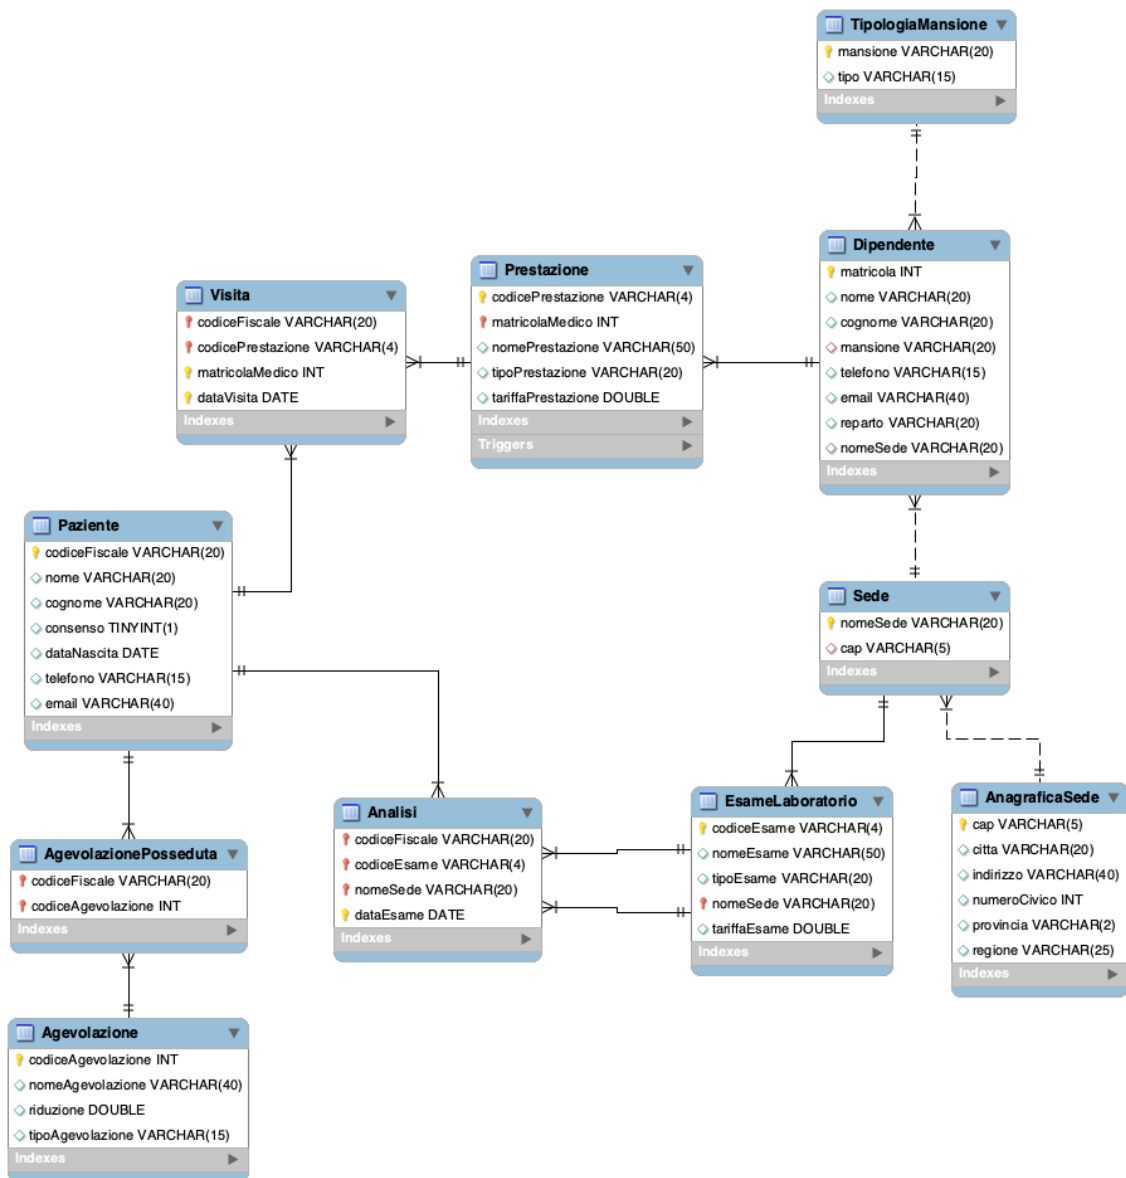 TipologiaMansione
mansione VARCHAR(20)
tipo VARCHAR(15)
Indexes
Dipendente
matricola INT
nome VARCHAR(20)
cognome VARCHAR(20)
mansione VARCHAR(20)
telefono VARCHAR(15)
email VARCHAR(40)
reparto VARCHAR(20)
nomeSede VARCHAR(20)
Indexes
Prestazione
codicePrestazione VARCHAR(4)
matricolaMedico INT
nomePrestazione VARCHAR(50)
tipoPrestazione VARCHAR(20)
tariffaPrestazione DOUBLE
Indexes
Triggers
Visita
codiceFiscale VARCHAR(20)
codicePrestazione VARCHAR(4)
matricolaMedico INT
dataVisita DATE
Indexes
Paziente
codiceFiscale VARCHAR(20)
nome VARCHAR(20)
cognome VARCHAR(20)
consenso TINYINT(1)
dataNascita DATE
telefono VARCHAR(15)
email VARCHAR(40)
Indexes
Sede
nomeSede VARCHAR(20)
cap VARCHAR(5)
Indexes
Analisi
codiceFiscale VARCHAR(20)
codiceEsame VARCHAR(4)
nomeSede VARCHAR(20)
dataEsame DATE
Indexes
EsameLaboratorio
codiceEsame VARCHAR(4)
nomeEsame VARCHAR(50)
tipoEsame VARCHAR(20)
nomeSede VARCHAR(20)
tariffaEsame DOUBLE
Indexes
AnagraficaSede
cap VARCHAR(5)
citta VARCHAR(20)
indirizzo VARCHAR(40)
numeroCivico INT
provincia VARCHAR(2)
regione VARCHAR(25)
Indexes
AgevolazionePosseduta
codiceFiscale VARCHAR(20)
codiceAgevolazione INT
Indexes
Agevolazione
codiceAgevolazione INT
nomeAgevolazione VARCHAR(40)
riduzione DOUBLE
tipoAgevolazione VARCHAR(15)
Indexes